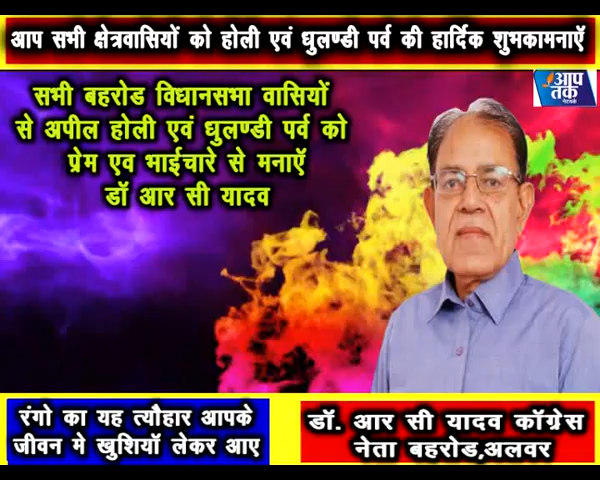 आप सभी क्षेत्रवासियों को होली एवं धुलण्डी पर्व की हार्दिक शुभकामनाऍ
आप
तक
नेटवर्क
सभी बहरोड विधानसभा वासियों
से अपील होली एवं धुलण्डी पर्व को
प्रेम एव भाईचारे से मनाऍ
डॉ आर सी यादव
रंगो का यह त्यौहार आपके
जीवन मे खुशियॉ लेकर आए
डॉ. आर सी यादव कॉग्रेस
नेता बहरोड,अलवर